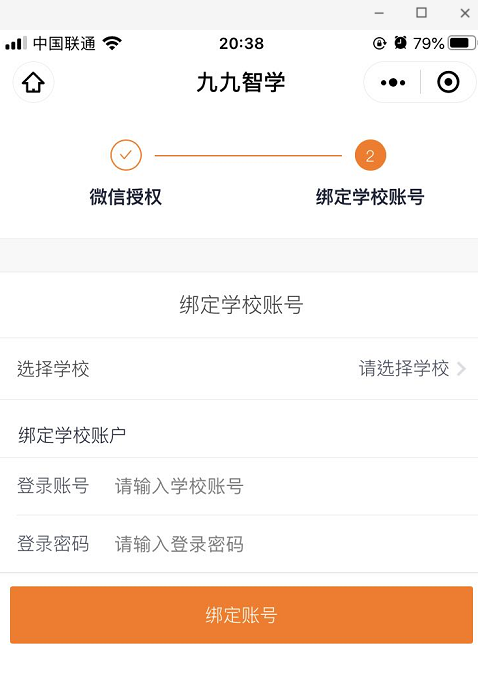 中国联通 20:38 79%
九九智学
2
微信授权 绑定学校账号
绑定学校账号
选择学校 请选择学校
绑定学校账户
登录账号 请输入学校账号
登录密码 请输入登录密码
绑定账号